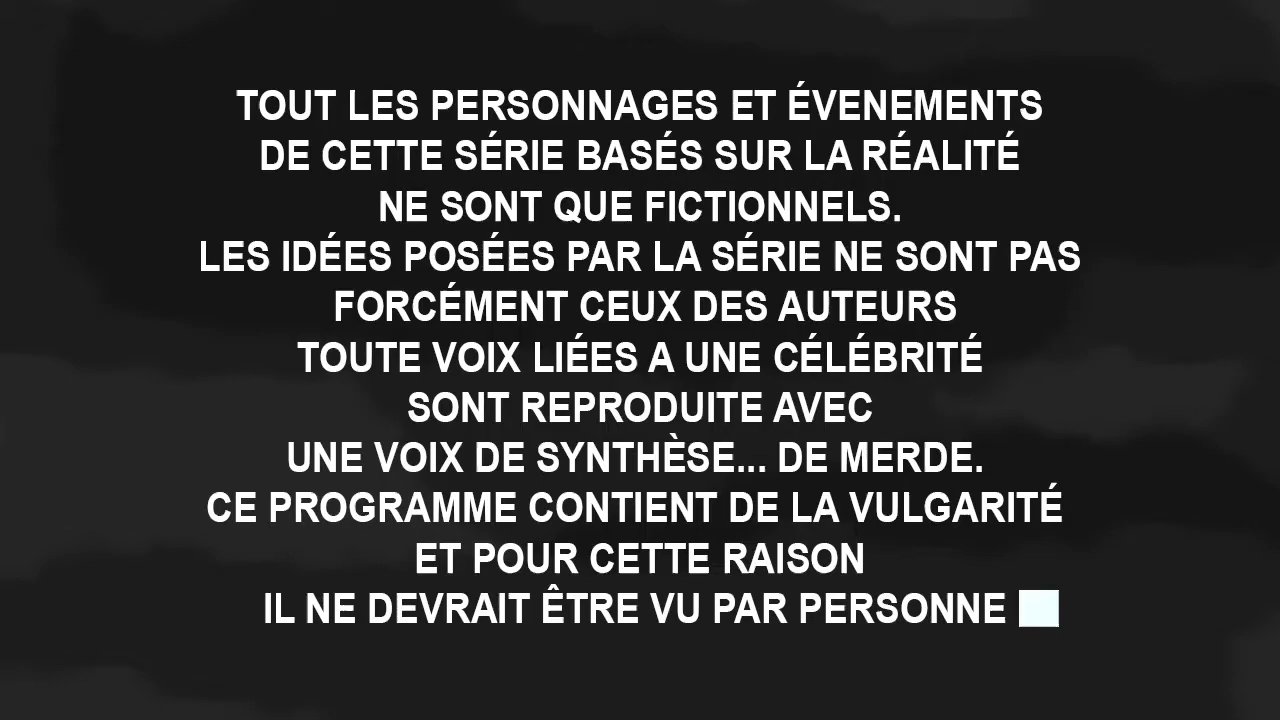 TOUT LES PERSONNAGES ET ÉVENEMENTS
DE CETTE SÉRIE BASÉS SUR LA RÉALITÉ
NE SONT QUE FICTIONNELS.
LES IDÉES POSÉES PAR LA SÉRIE NE SONT PAS
FORCÉMENT CEUX DES AUTEURS
TOUTE VOIX LIÉES A UNE CÉLÉBRITÉ
SONT REPRODUITE AVEC
UNE VOIX DE SYNTHÈSE... DE MERDE.
CE PROGRAMME CONTIENT DE LA VULGARITÉ
ET POUR CETTE RAISON
IL NE DEVRAIT ÊTRE VU PAR PERSONNE